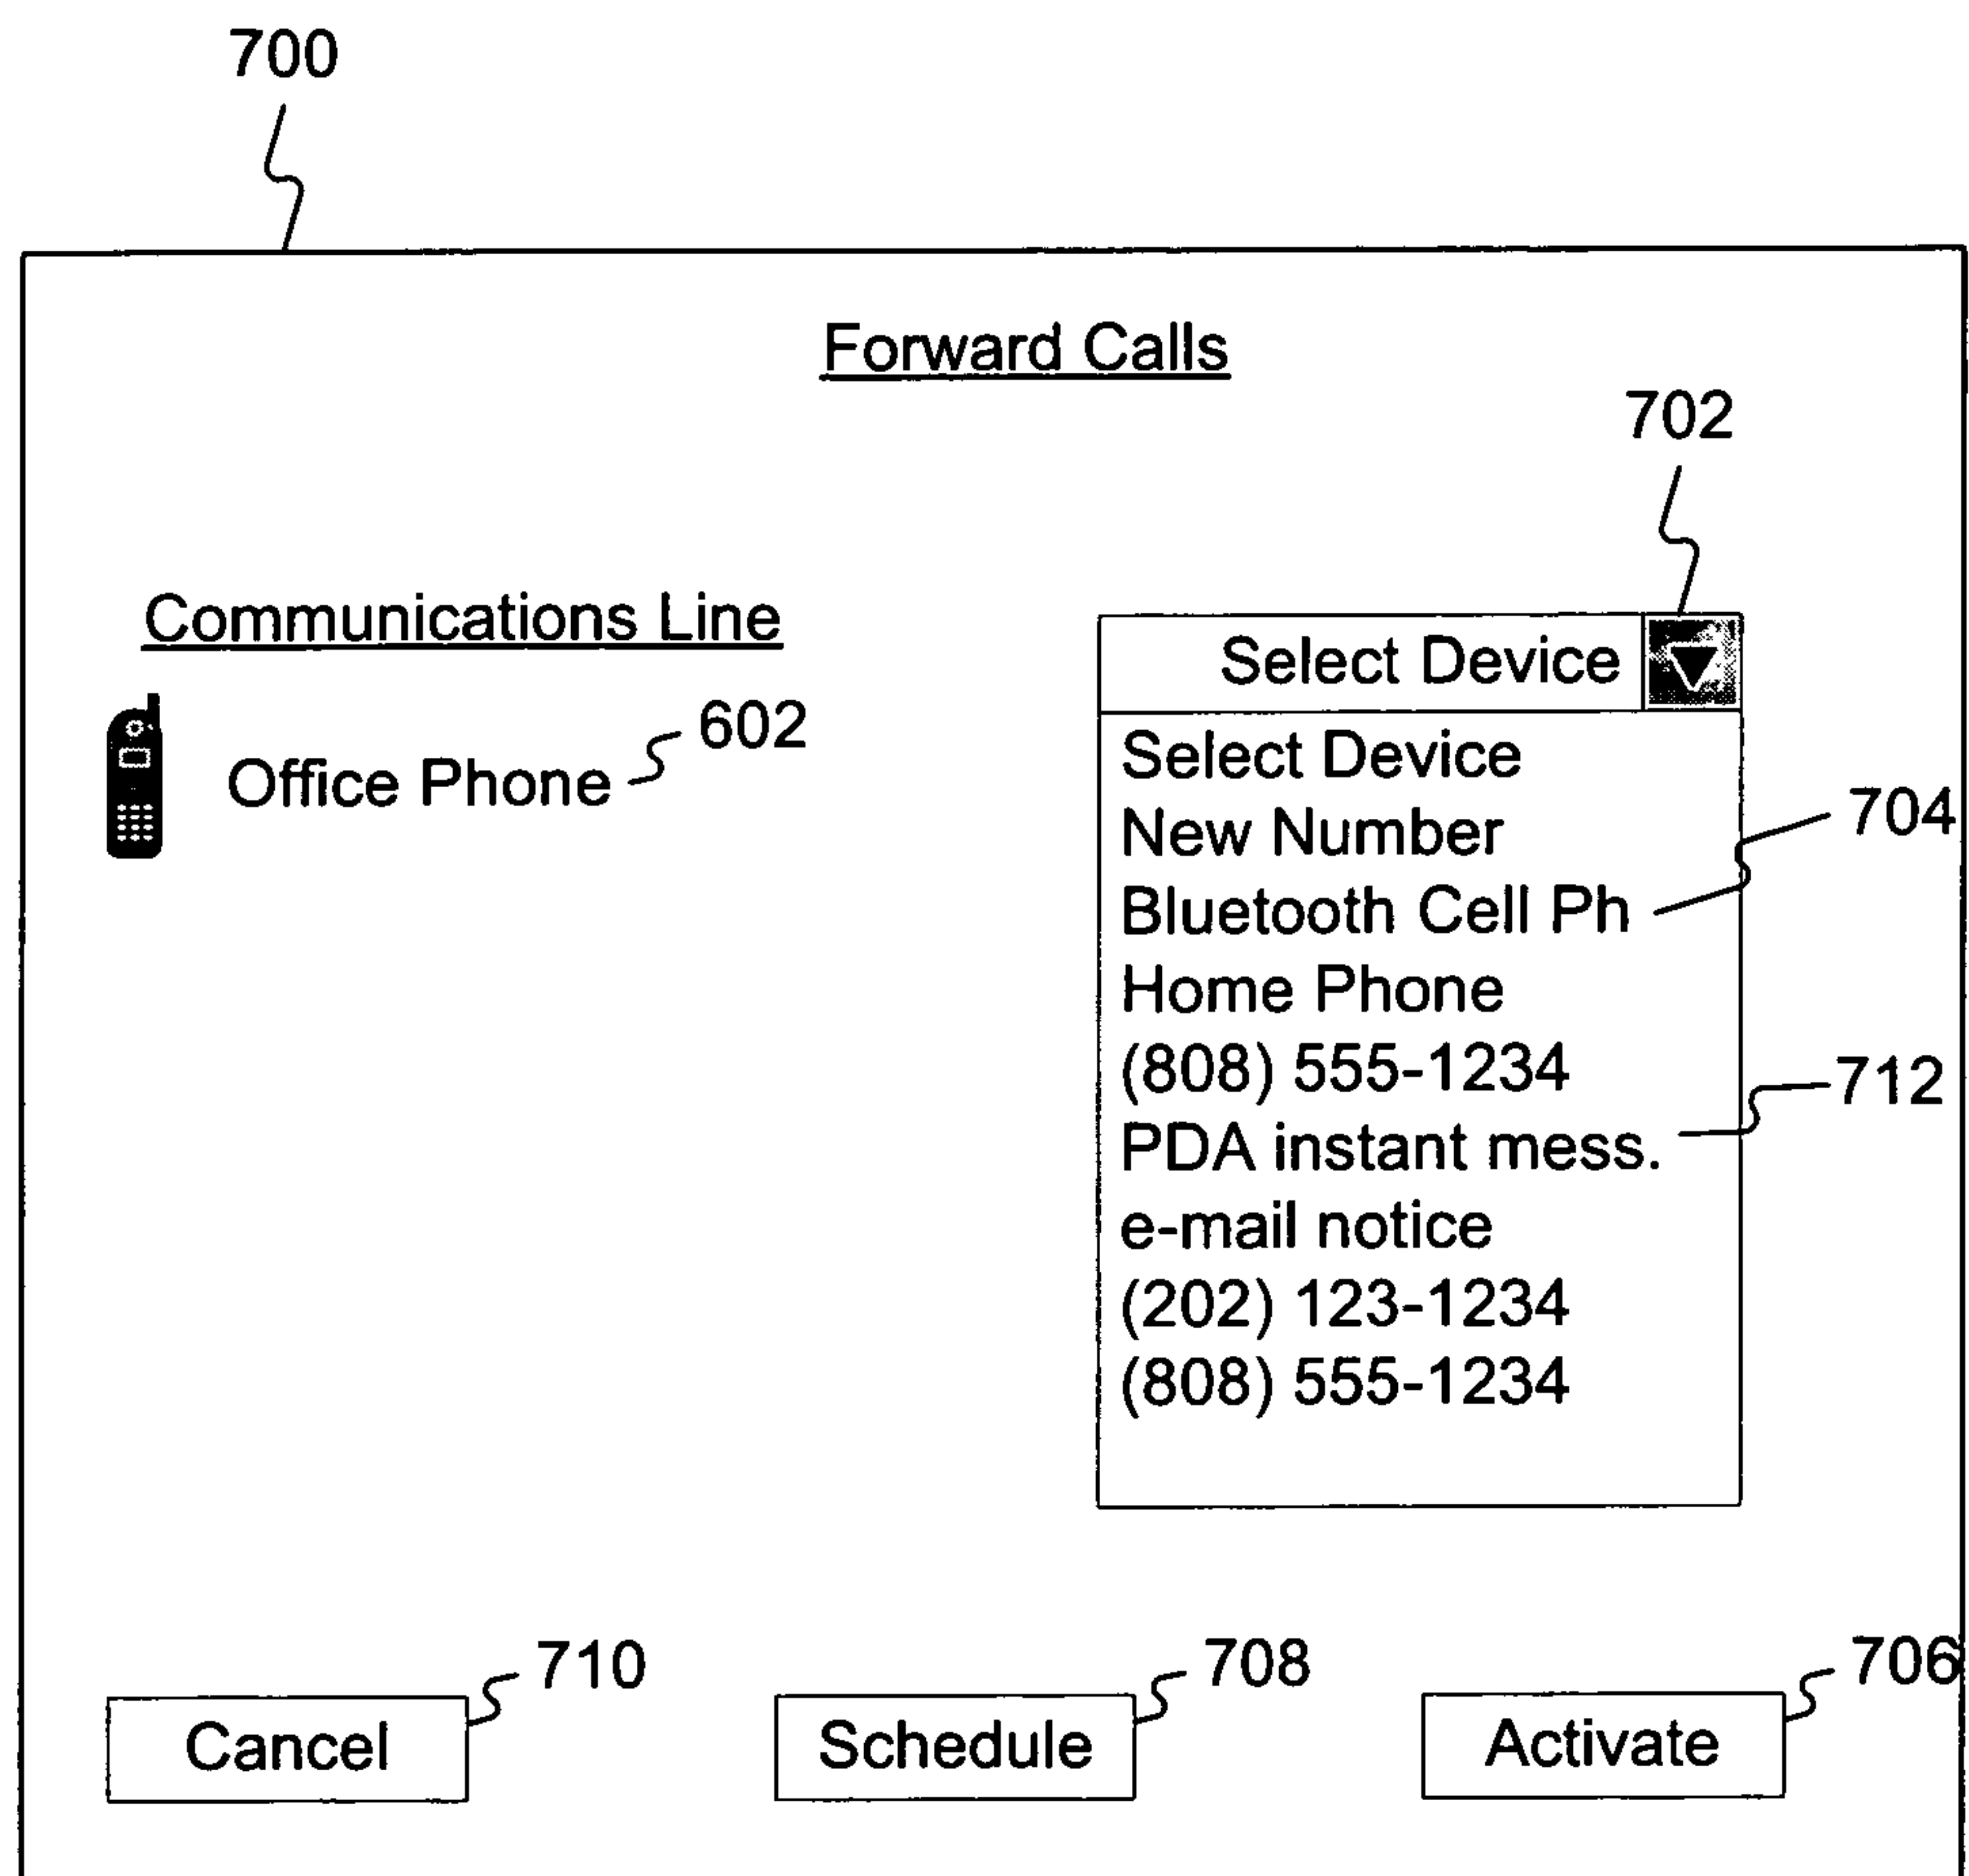 700
Forward Calls
702
Communications Line
Select Device
602
Office Phone
Select Device
New Number
704
Bluetooth Cell Ph
Home Phone
(808) 555-1234
712
PDA instant mess.
e-mail notice
(202) 123-1234
(808) 555-1234
710
708
706
Cancel
Schedule
Activate